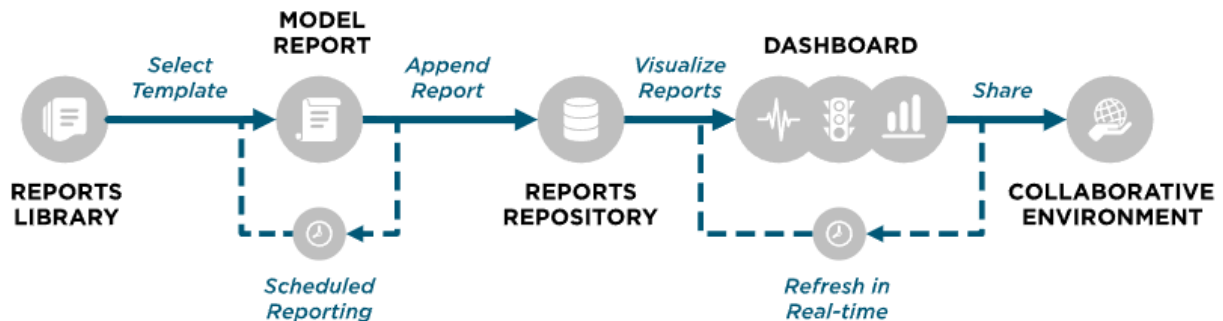 MODEL
REPORT
DASHBOARD
Select
Template
Append
Report
Visualize
Reports
Share
REPORTS
LIBRARY
REPORTS
REPOSITORY
COLLABORATIVE
ENVIRONMENT
Scheduled
Reporting
Refresh in
Real-time